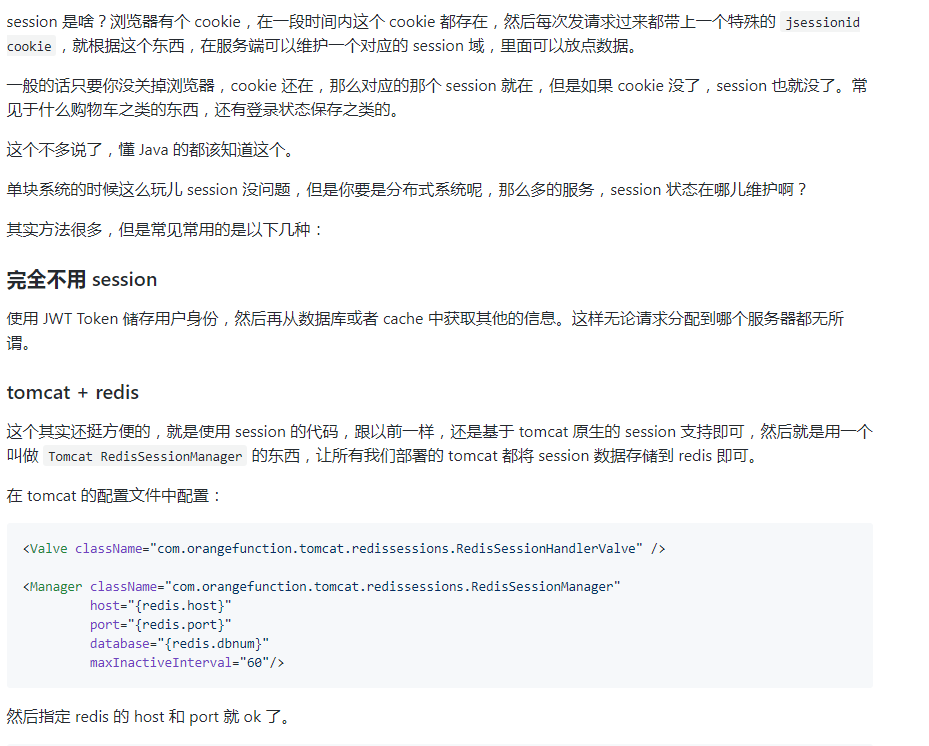 session 是啥？浏览器有个 cookie，在一段时间内这个 cookie 都存在，然后每次发请求过来都带上一个特殊的 jsessionid
cookie ，就根据这个东西，在服务端可以维护一个对应的 session 域，里面可以放点数据。
一般的话只要你没关掉浏览器，cookie 还在，那么对应的那个 session 就在，但是如果 cookie 没了，session 也就没了。常
见于什么购物车之类的东西，还有登录状态保存之类的。
这个不多说了，懂 Java 的都该知道这个。
单块系统的时候这么玩儿 session 没问题，但是你要是分布式系统呢，那么多的服务，session 状态在哪儿维护啊？
其实方法很多，但是常见常用的是以下几种：
完全不用 session
使用 JWT Token 储存用户身份，然后再从数据库或者 cache 中获取其他的信息。这样无论请求分配到哪个服务器都无所
谓。
tomcat + redis
这个其实还挺方便的，就是使用 session 的代码，跟以前一样，还是基于 tomcat 原生的 session 支持即可，然后就是用一个
叫做 Tomcat RedisSessionManager 的东西，让所有我们部署的 tomcat 都将 session 数据存储到 redis 即可。
在 tomcat 的配置文件中配置：
<Valve className="com.orangefunction.tomcat.redissessions.RedisSessionHandlerValve" />
<Manager className="com.orangefunction.tomcat.redissessions.RedisSessionManager"
host="{redis.host}"
port="{redis.port}"
database="{redis.dbnum}"
maxInactiveInterval="60"/>
然后指定 redis 的 host 和 port 就 ok 了。